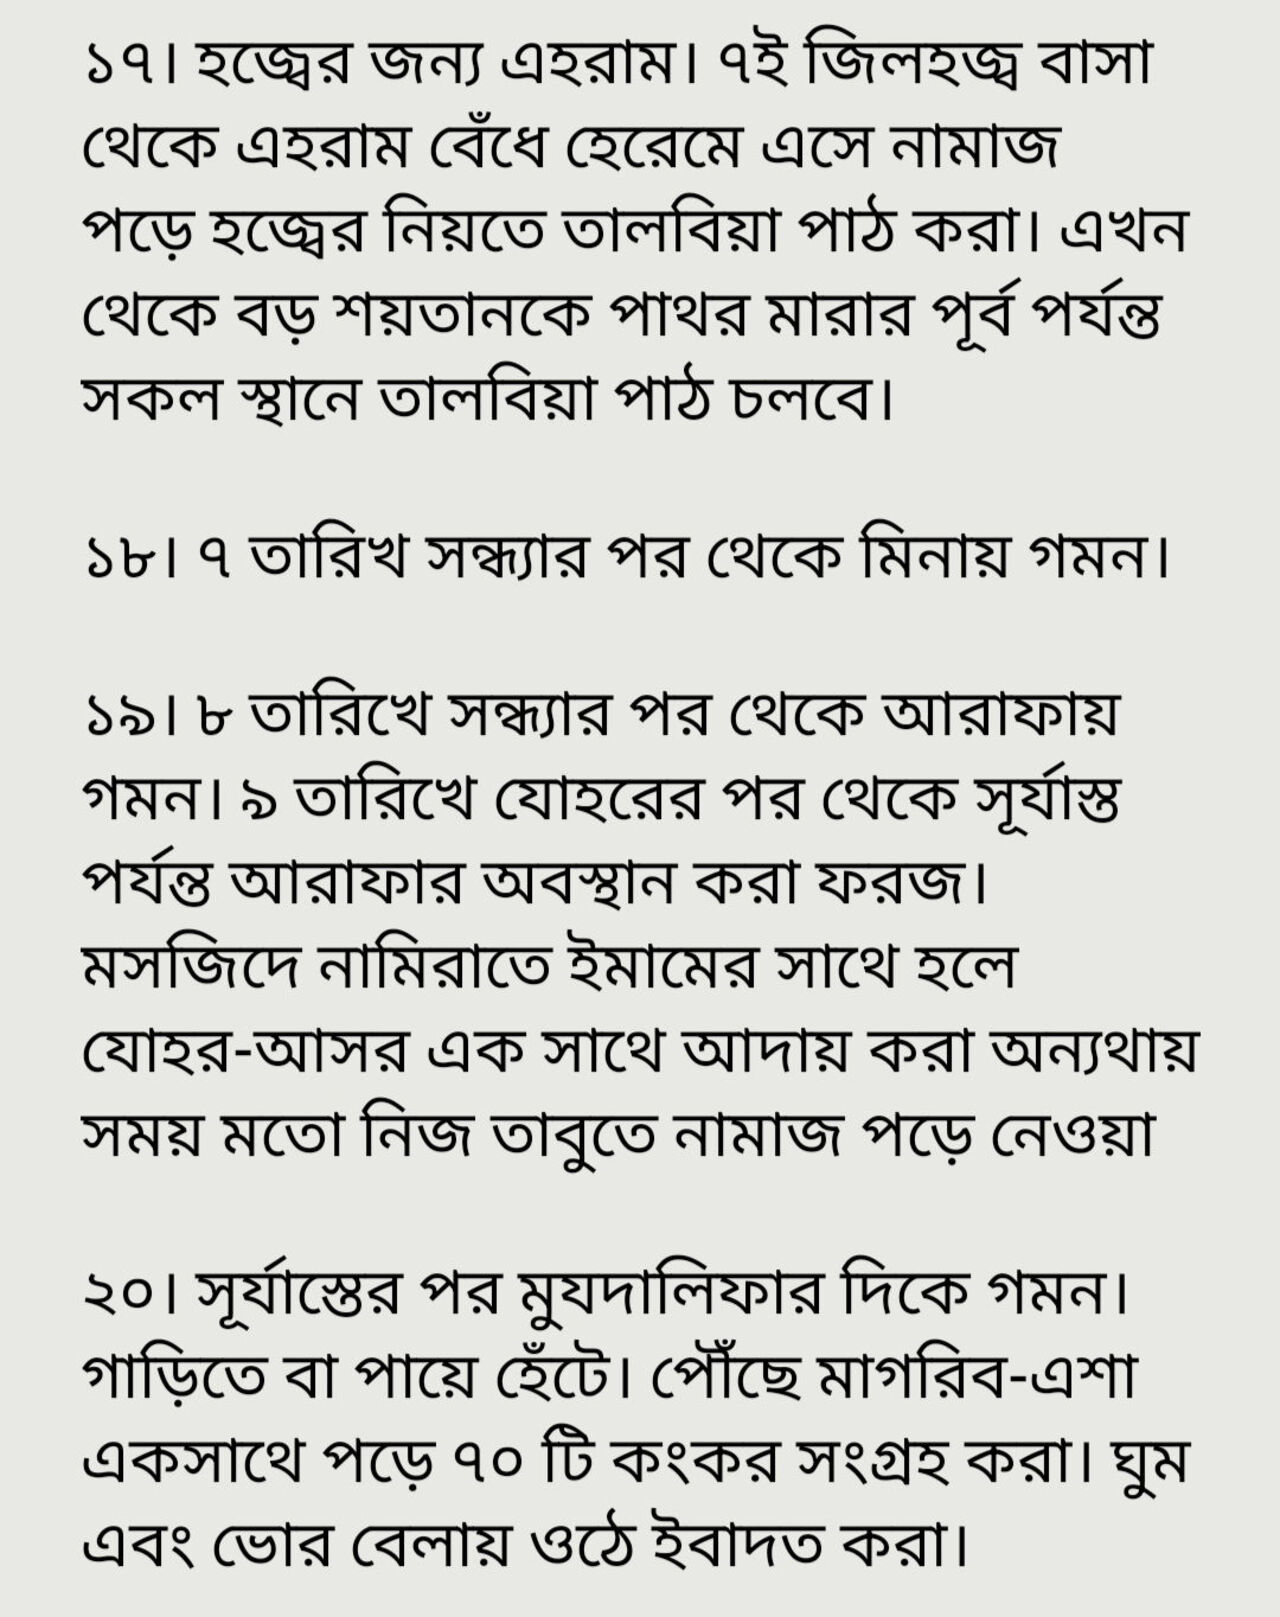 ১৭। হজ্বের জন্য এহরাম। ৭ই জিলহজ্ব বাসা
থেকে এহরাম বেঁধে হেরেমে এসে নামাজ
পড়ে হজ্বের নিয়তে তালবিয়া পাঠ করা। এখন
থেকে বড় শয়তানকে পাথর মারার পূর্ব পর্যন্ত
সকল স্থানে তালবিয়া পাঠ চলবে।
১৮। ৭ তারিখ সন্ধ্যার পর থেকে মিনায় গমন।
১৯। ৮ তারিখে সন্ধ্যার পর থেকে আরাফায়
গমন। ৯ তারিখে যোহরের পর থেকে সূর্যাস্ত
পর্যন্ত আরাফার অবস্থান করা ফরজ।
মসজিদে নামিরাতে ইমামের সাথে হলে
যোহর-আসর এক সাথে আদায় করা অন্যথায়
সময় মতো নিজ তাবুতে নামাজ পড়ে নেওয়া
২০। সূর্যাস্তের পর মুযদালিফার দিকে গমন।
গাড়িতে বা পায়ে হেঁটে। পৌঁছে মাগরিব-এশা
একসাথে পড়ে ৭০ টি কংকর সংগ্রহ করা। ঘুম
এবং ভোর বেলায় ওঠে ইবাদত করা।